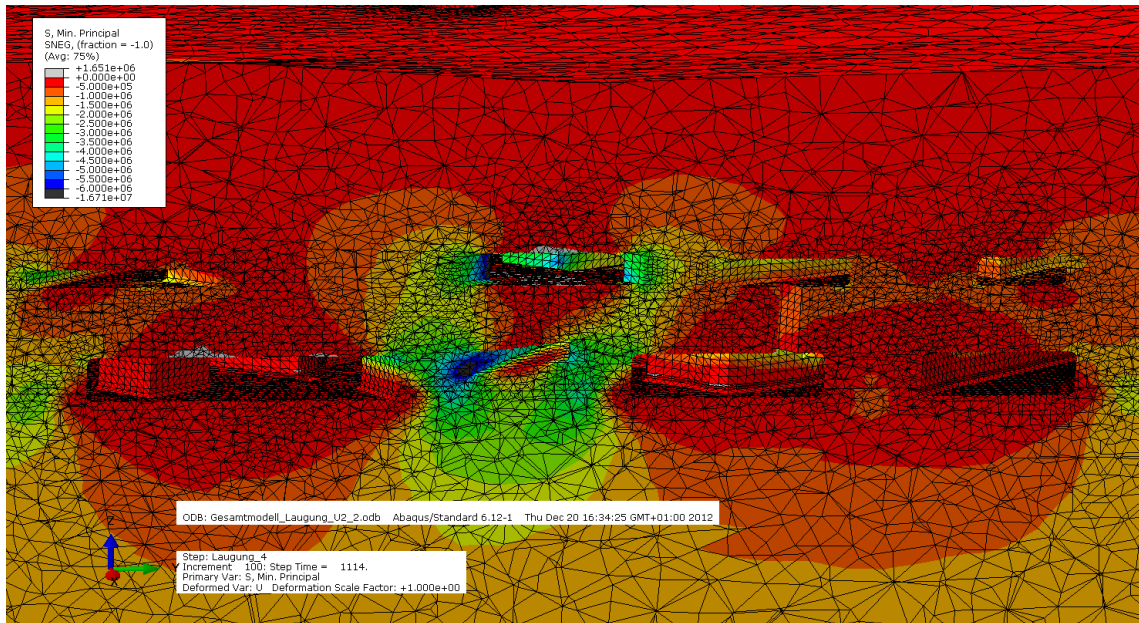 S, Min. Principal
SNEG, (fraction = -1.0)
(Avg: 75%)
+1.651e+06
+0.000e+00
-5.000e+05
-1.000e+06
-1.500e+06
-2.000e+06
-2.500e+06
-3.000e+06
-3.500e+06
-4.000e+06
-4.500e+06
-5.000e+06
-5.500e+06
-6.000e+06
-1.671e+07
ODB: Gesamtmodell_Laugung_U2_2.odb Abaqus/Standard 6.12-1 Thu Dec 20 16:34:25 GMT+01:00 2012
Z
Y
X
Step: Laugung_4
Increment 100: Step Time = 1114.
Primary Var: S, Min. Principal
Deformed Var: U Deformation Scale Factor: +1.000e+00